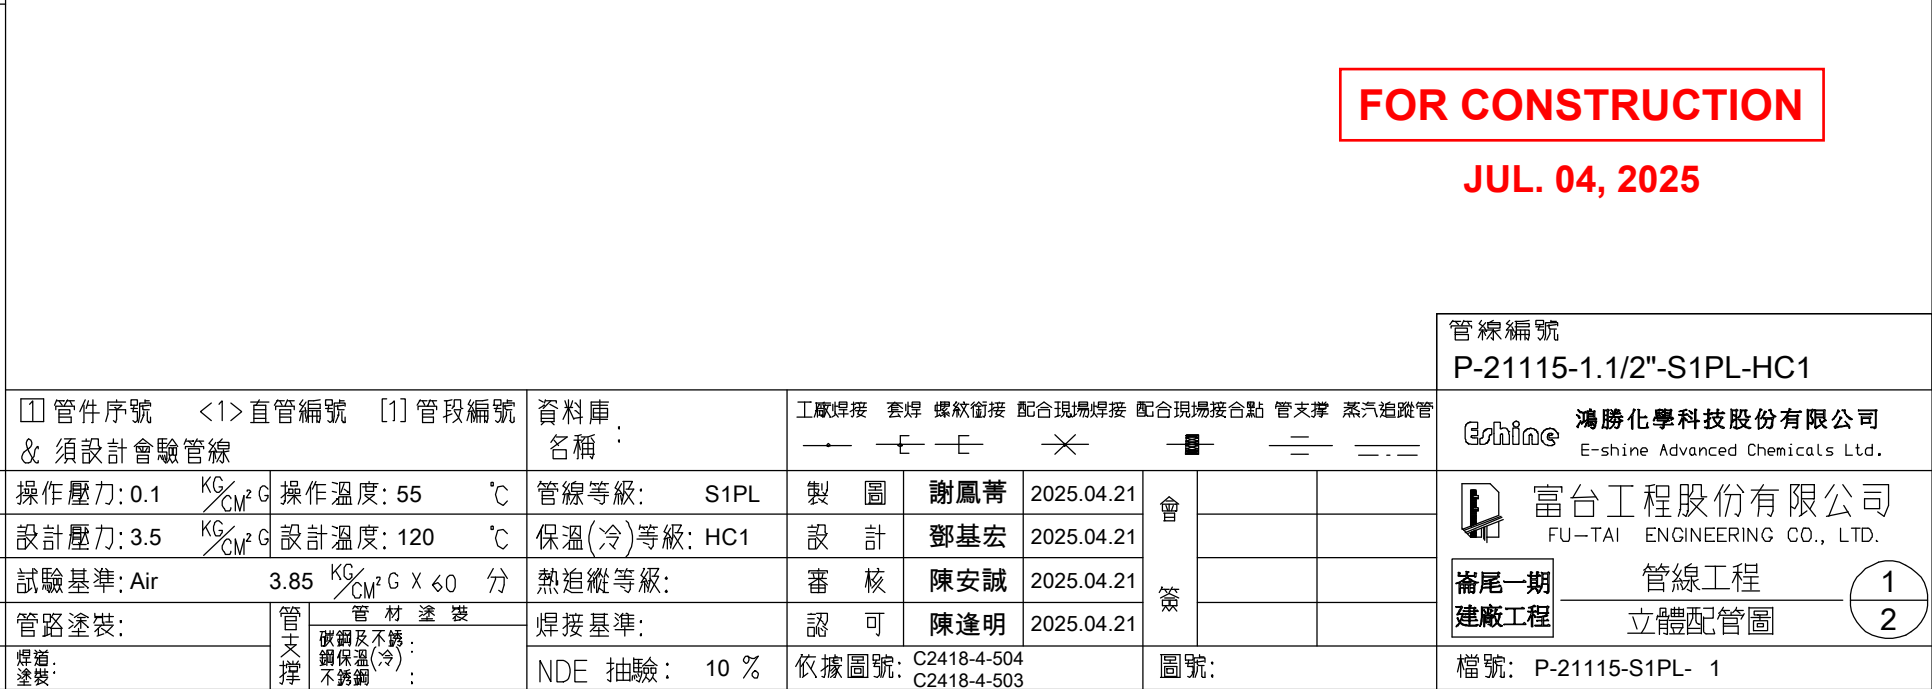 FOR CONSTRUCTION
JUL. 04, 2025
管線編號
P-21115-1.1/2"-S1PL-HC1
1 管件序號 <1>直管編號 [1]管段編號
& 須設計會驗管線
資料庫
名稱 :
工廠焊接 套焊 螺紋銜接 配合現場焊接 配合現場接合點 管支撐 蒸汽追蹤管
Eshine 鴻勝化學科技股份有限公司
E-shine Advanced Chemicals Ltd.
操作壓力: 0.1 KG/CM² G 操作溫度: 55 °C 管線等級: S1PL 製 圖 謝鳳菁 2025.04.21
設計壓力: 3.5 KG/CM² G 設計溫度: 120 °C 保溫(冷)等級: HC1 設 計 鄧基宏 2025.04.21
試驗基準: Air 3.85 KG/CM² G X 60 分 熱追縱等級: 審 核 陳安誠 2025.04.21
管路塗裝: 管支撐 管材塗裝 焊接基準: 認 可 陳逢明 2025.04.21
會簽
碳鋼及不銹 :
鋼保溫(冷)
不銹鋼 :
焊道:
塗裝:
NDE 抽驗: 10 % 依據圖號: C2418-4-504
C2418-4-503
圖號:
富台工程股份有限公司
FU-TAI ENGINEERING CO., LTD.
崙尾一期
建廠工程
管線工程
立體配管圖
1
2
檔號: P-21115-S1PL- 1